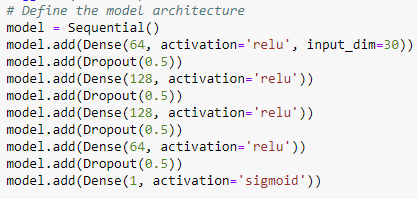 # Define the model architecture
model = Sequential()
model.add(Dense(64, activation='relu', input_dim=30))
model.add(Dropout(0.5))
model.add(Dense(128, activation='relu'))
model.add(Dropout(0.5))
model.add(Dense(128, activation='relu'))
model.add(Dropout(0.5))
model.add(Dense(64, activation='relu'))
model.add(Dropout(0.5))
model.add(Dense(1, activation='sigmoid'))